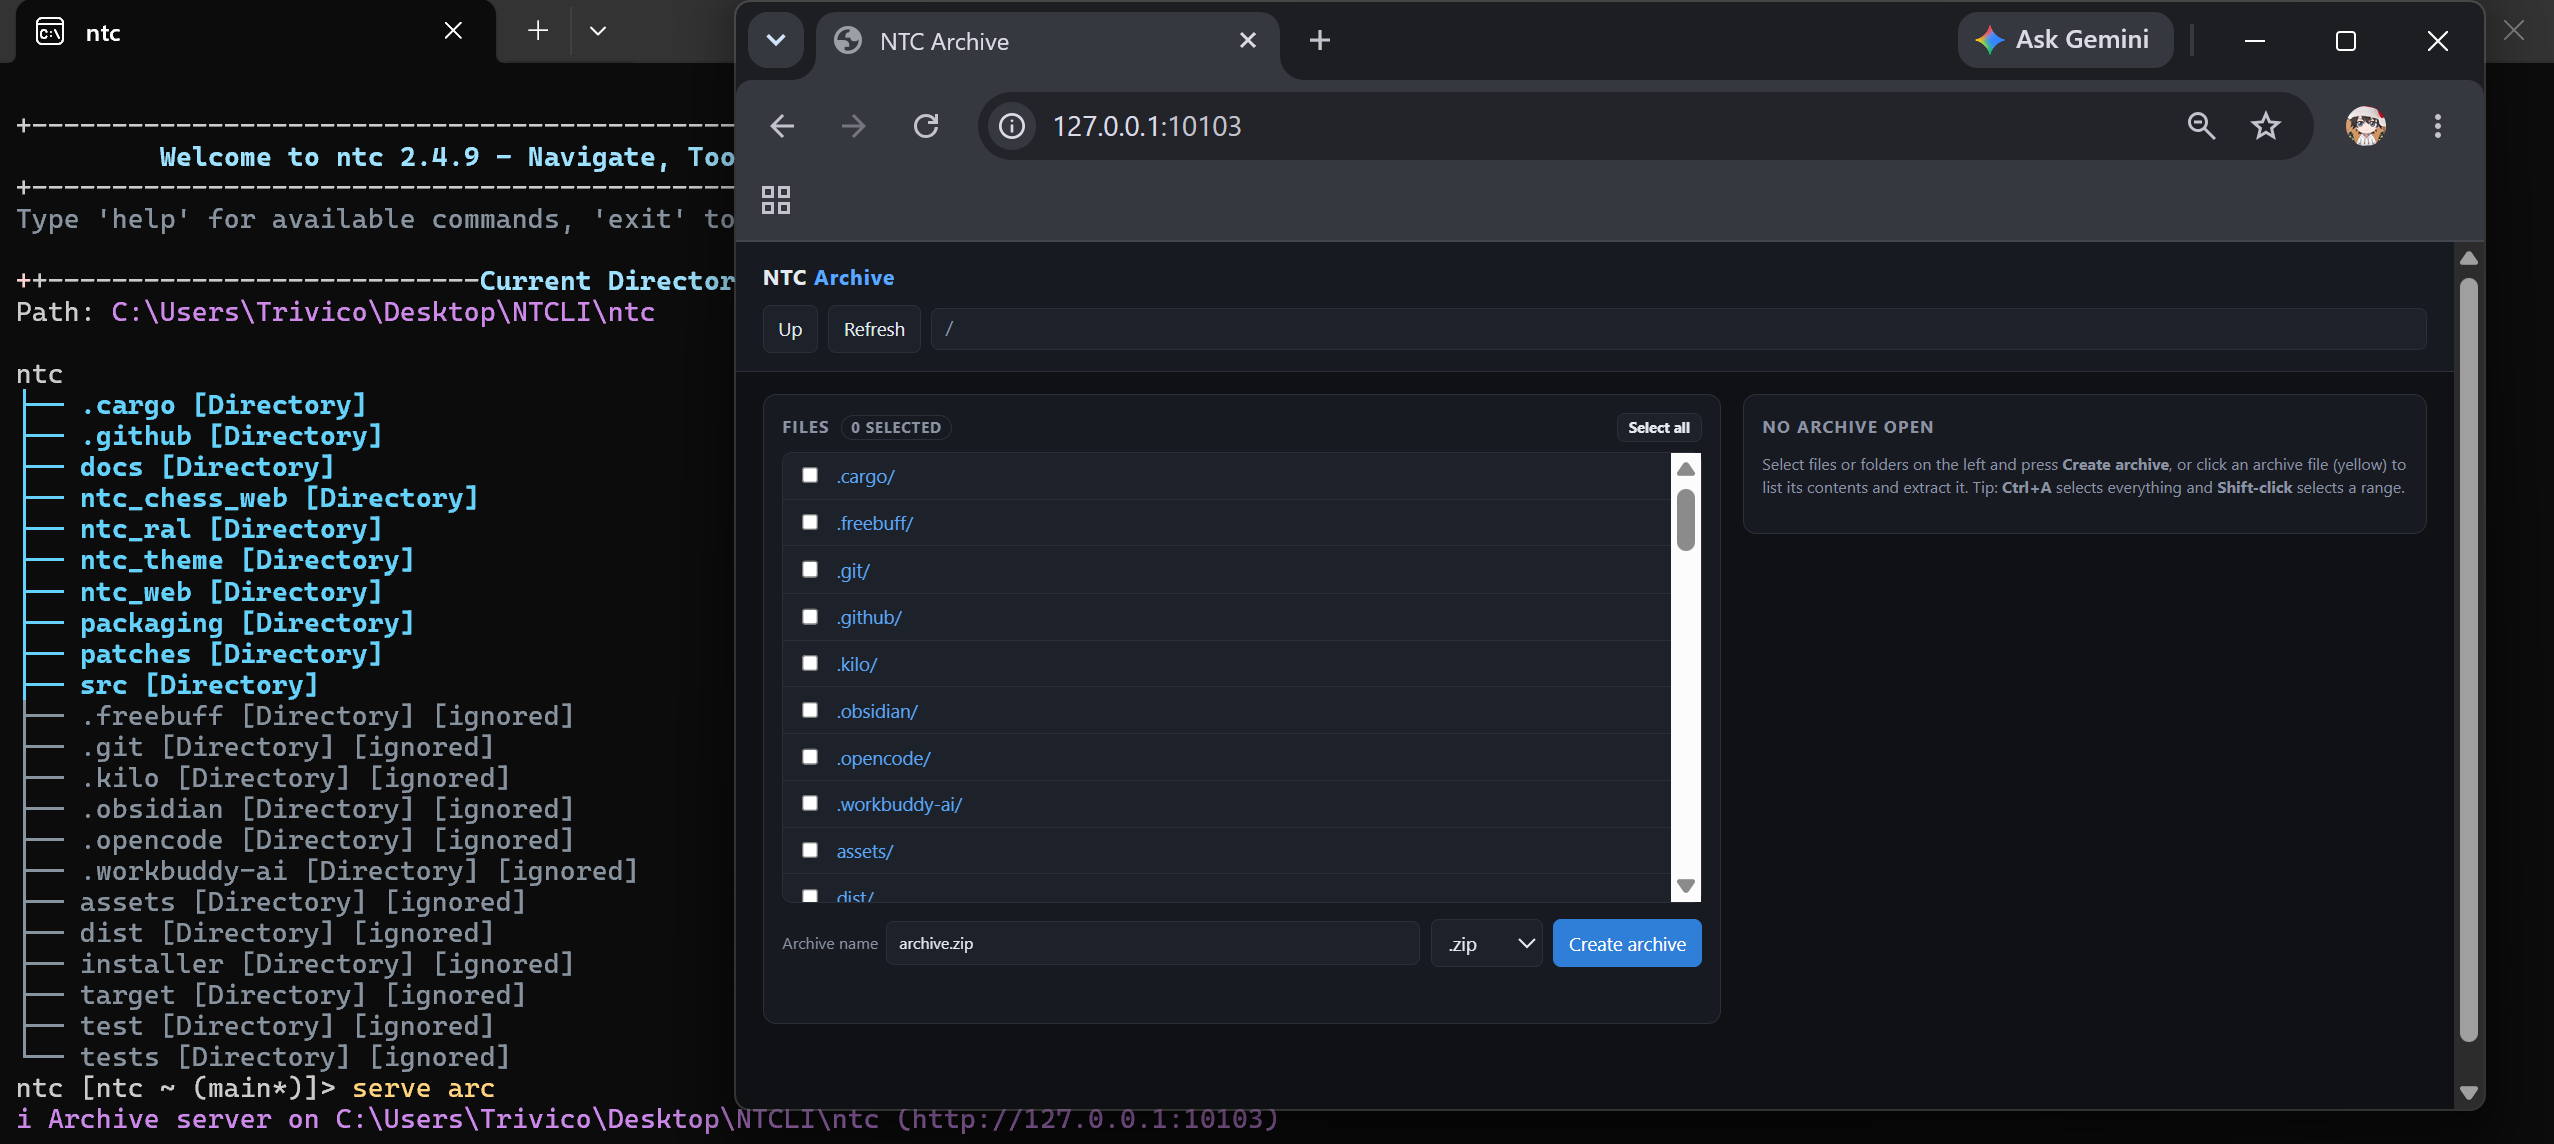 ntc
Welcome to ntc 2.4.9 - Navigate, Too
Type 'help' for available commands, 'exit' to
++---------------------------Current Director
Path: C:\Users\Trivico\Desktop\NTCLI\ntc
ntc
.cargo [Directory]
.github [Directory]
docs [Directory]
ntc_chess_web [Directory]
ntc_ral [Directory]
ntc_theme [Directory]
ntc_web [Directory]
packaging [Directory]
patches [Directory]
src [Directory]
.freebuff [Directory] [ignored]
.git [Directory] [ignored]
.kilo [Directory] [ignored]
.obsidian [Directory] [ignored]
.opencode [Directory] [ignored]
.workbuddy-ai [Directory] [ignored]
assets [Directory] [ignored]
dist [Directory] [ignored]
installer [Directory] [ignored]
target [Directory] [ignored]
test [Directory] [ignored]
tests [Directory] [ignored]
ntc [ntc ~ (main*)]> serve arc
i Archive server on C:\Users\Trivico\Desktop\NTCLI\ntc (http://127.0.0.1:10103)
NTC Archive
Ask Gemini
127.0.0.1:10103
NTC Archive
Up Refresh /
FILES 0 SELECTED Select all
.cargo/
.freebuff/
.git/
.github/
.kilo/
.obsidian/
.opencode/
.workbuddy-ai/
assets/
dist/
Archive name archive.zip .zip Create archive
NO ARCHIVE OPEN
Select files or folders on the left and press Create archive, or click an archive file (yellow) to
list its contents and extract it. Tip: Ctrl+A selects everything and Shift-click selects a range.